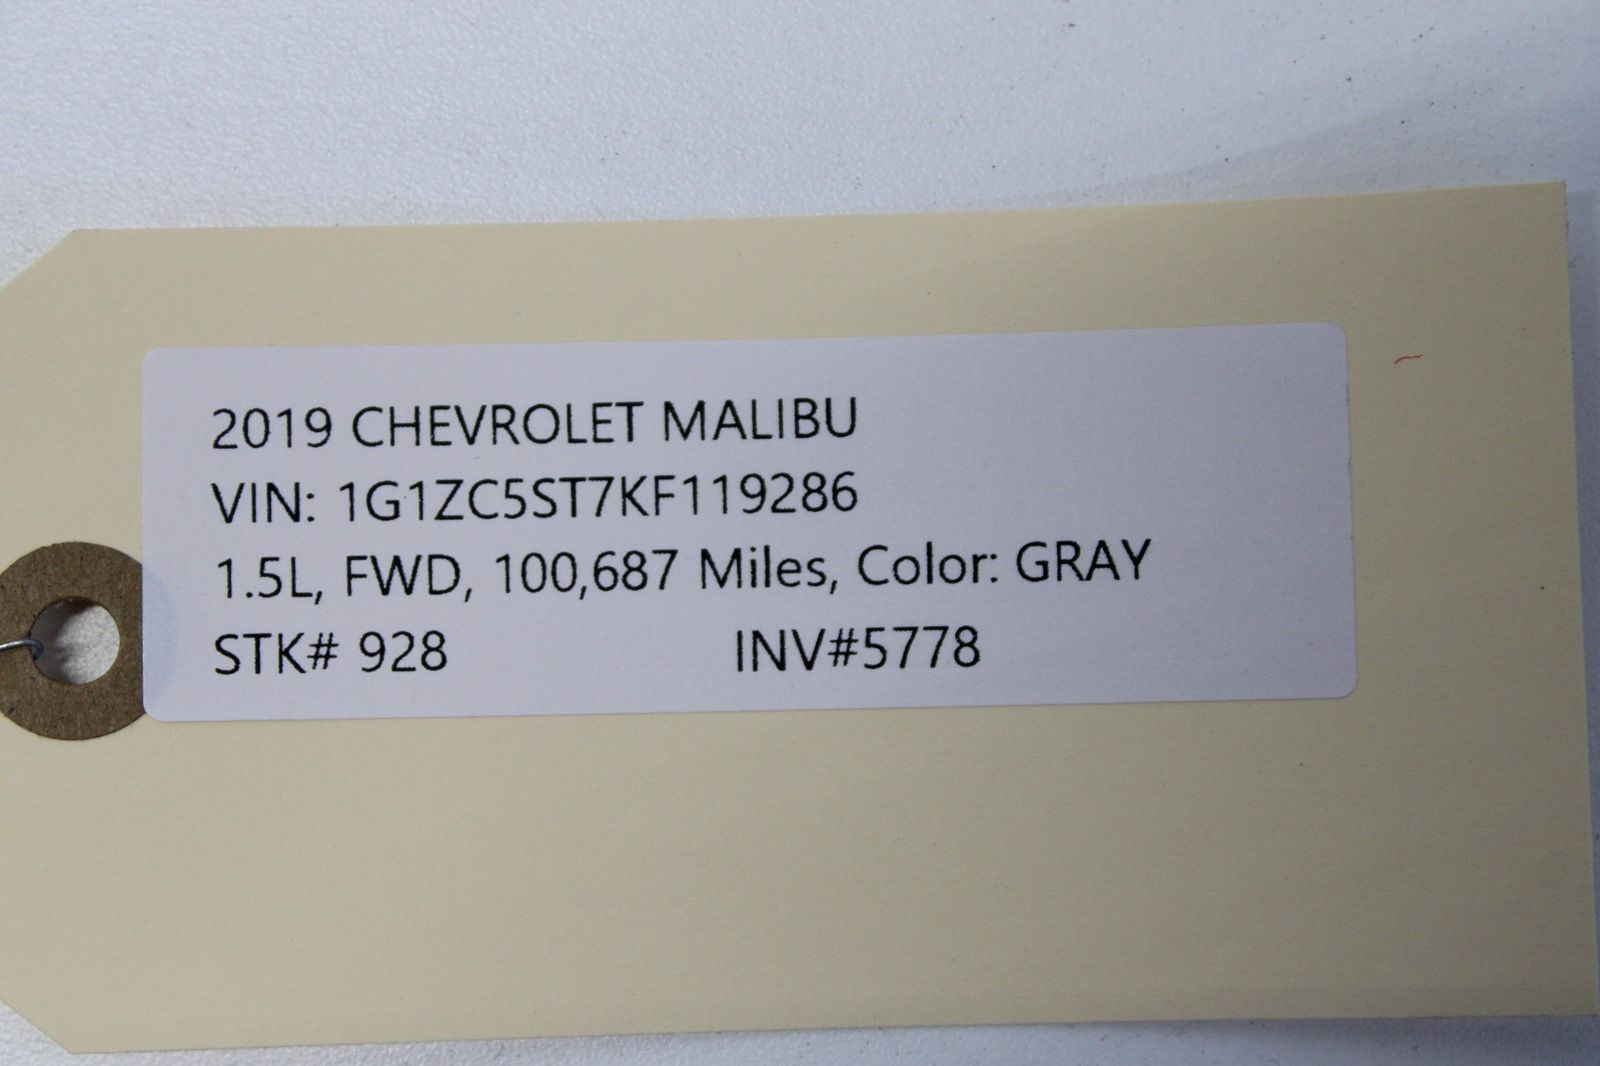 2019 CHEVROLET MALIBU
VIN: 1G1ZC5ST7KF119286
1.5L, FWD, 100,687 Miles, Color: GRAY
STK# 928 INV#5778